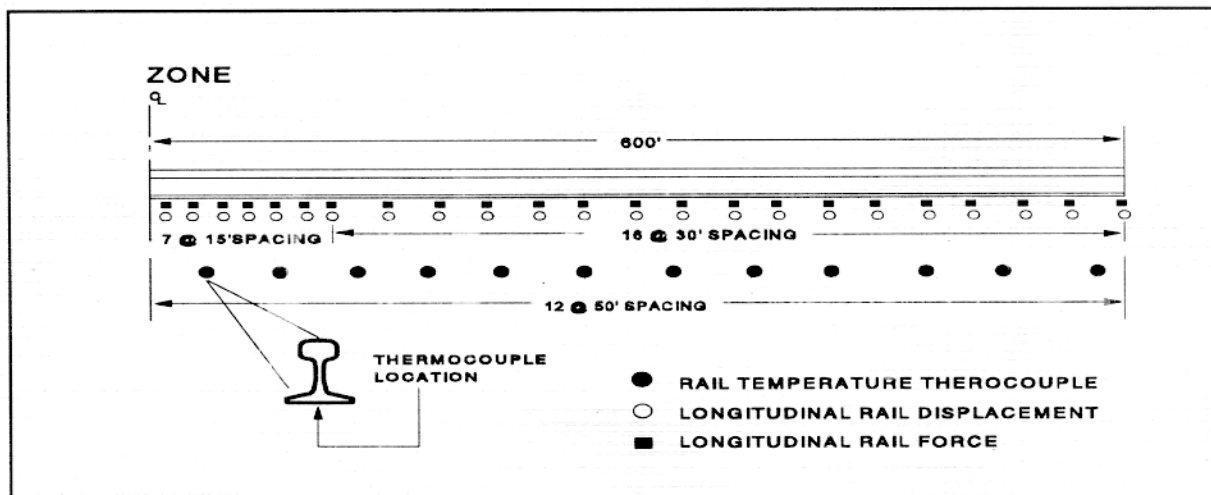 ZONE
℄
600'
7 @ 15'SPACING
16 @ 30' SPACING
12 @ 50' SPACING
THERMOCOUPLE
LOCATION
RAIL TEMPERATURE THEROCOUPLE
LONGITUDINAL RAIL DISPLACEMENT
LONGITUDINAL RAIL FORCE